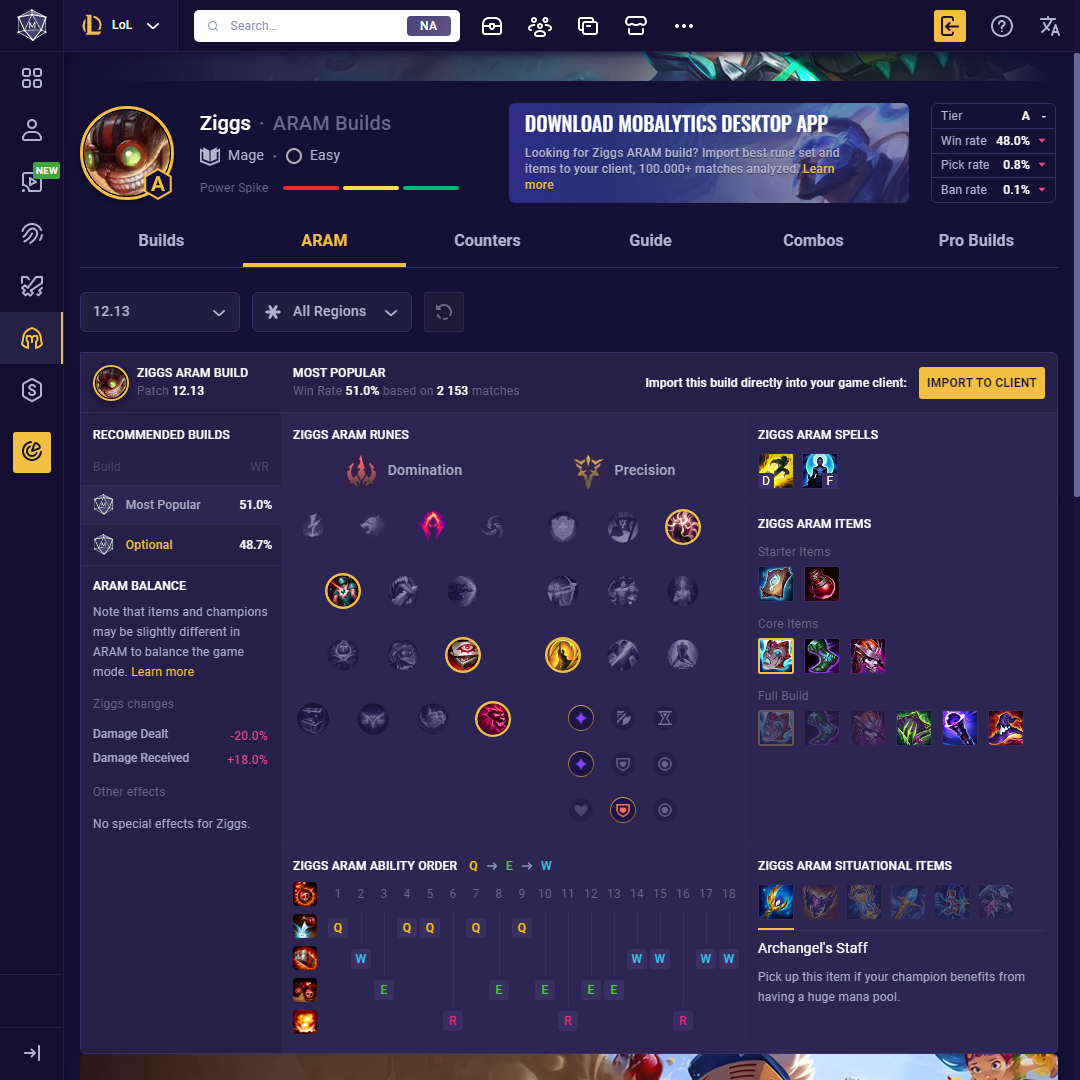 LoL
Search...
NA
NEW
Ziggs · ARAM Builds
Mage · Easy
Power Spike
A
DOWNLOAD MOBALYTICS DESKTOP APP
Looking for Ziggs ARAM build? Import best rune set and
items to your client, 100.000+ matches analyzed. Learn
more
Tier A -
Win rate 48.0%
Pick rate 0.8%
Ban rate 0.1%
Builds
ARAM
Counters
Guide
Combos
Pro Builds
12.13
All Regions
ZIGGS ARAM BUILD
Patch 12.13
MOST POPULAR
Win Rate 51.0% based on 2 153 matches
Import this build directly into your game client:
IMPORT TO CLIENT
RECOMMENDED BUILDS
Build WR
Most Popular 51.0%
Optional 48.7%
ARAM BALANCE
Note that items and champions
may be slightly different in
ARAM to balance the game
mode. Learn more
Ziggs changes
Damage Dealt -20.0%
Damage Received +18.0%
Other effects
No special effects for Ziggs.
ZIGGS ARAM RUNES
Domination
Precision
ZIGGS ARAM SPELLS
D F
ZIGGS ARAM ITEMS
Starter Items
Core Items
Full Build
ZIGGS ARAM ABILITY ORDER Q → E → W
1 2 3 4 5 6 7 8 9 10 11 12 13 14 15 16 17 18
Q Q Q Q Q
W W W W W
E E E E E
R R R
ZIGGS ARAM SITUATIONAL ITEMS
Archangel's Staff
Pick up this item if your champion benefits from
having a huge mana pool.